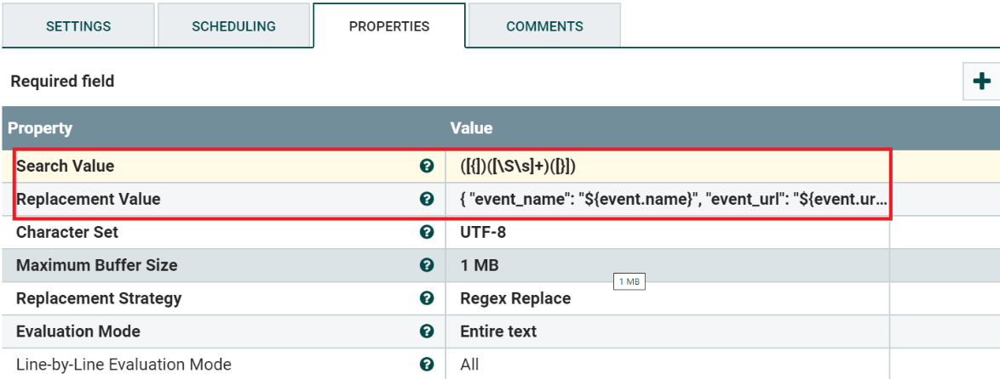 SETTINGS SCHEDULING PROPERTIES COMMENTS
Required field
Property Value
Search Value ([{])([\S\s]+)([}])
Replacement Value { "event_name": "${event.name}", "event_url": "${event.ur...
Character Set UTF-8
Maximum Buffer Size 1 MB
1 MB
Replacement Strategy Regex Replace
Evaluation Mode Entire text
Line-by-Line Evaluation Mode All